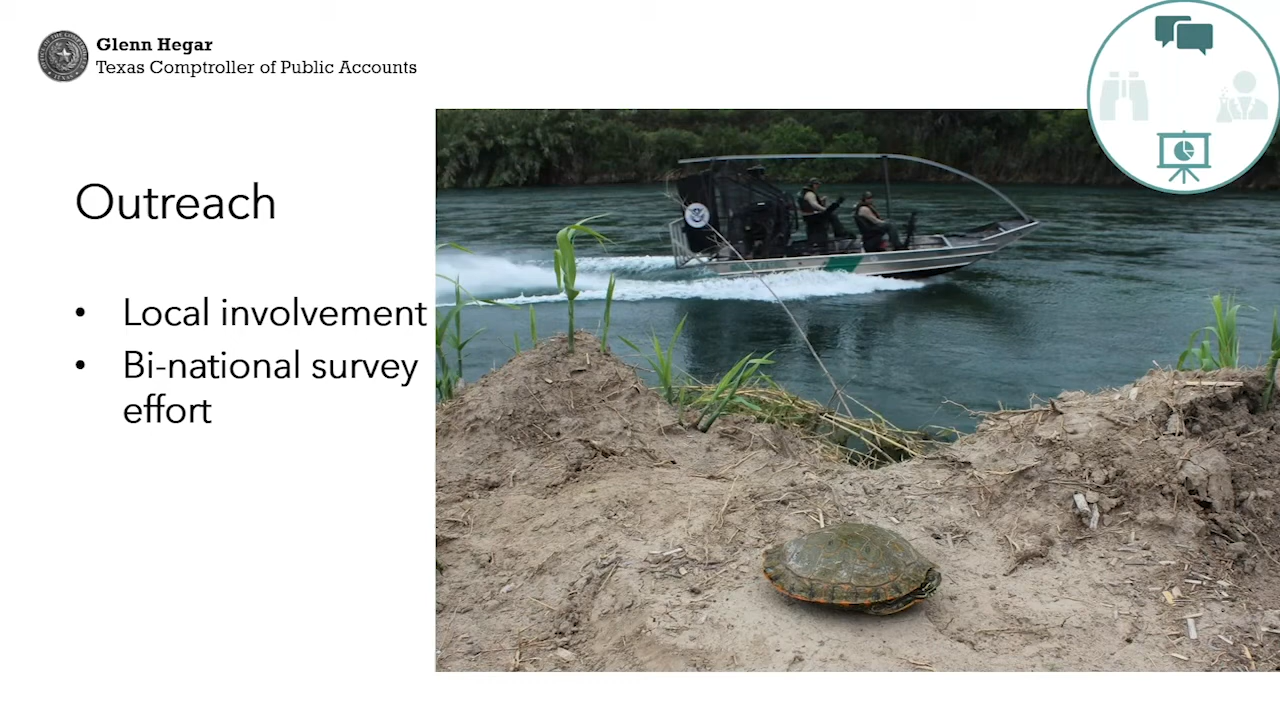 Glenn Hegar
Texas Comptroller of Public Accounts
Outreach
• Local involvement
• Bi-national survey
effort